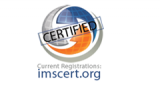 CERTIFIED
Current Registrations:
imscert.org